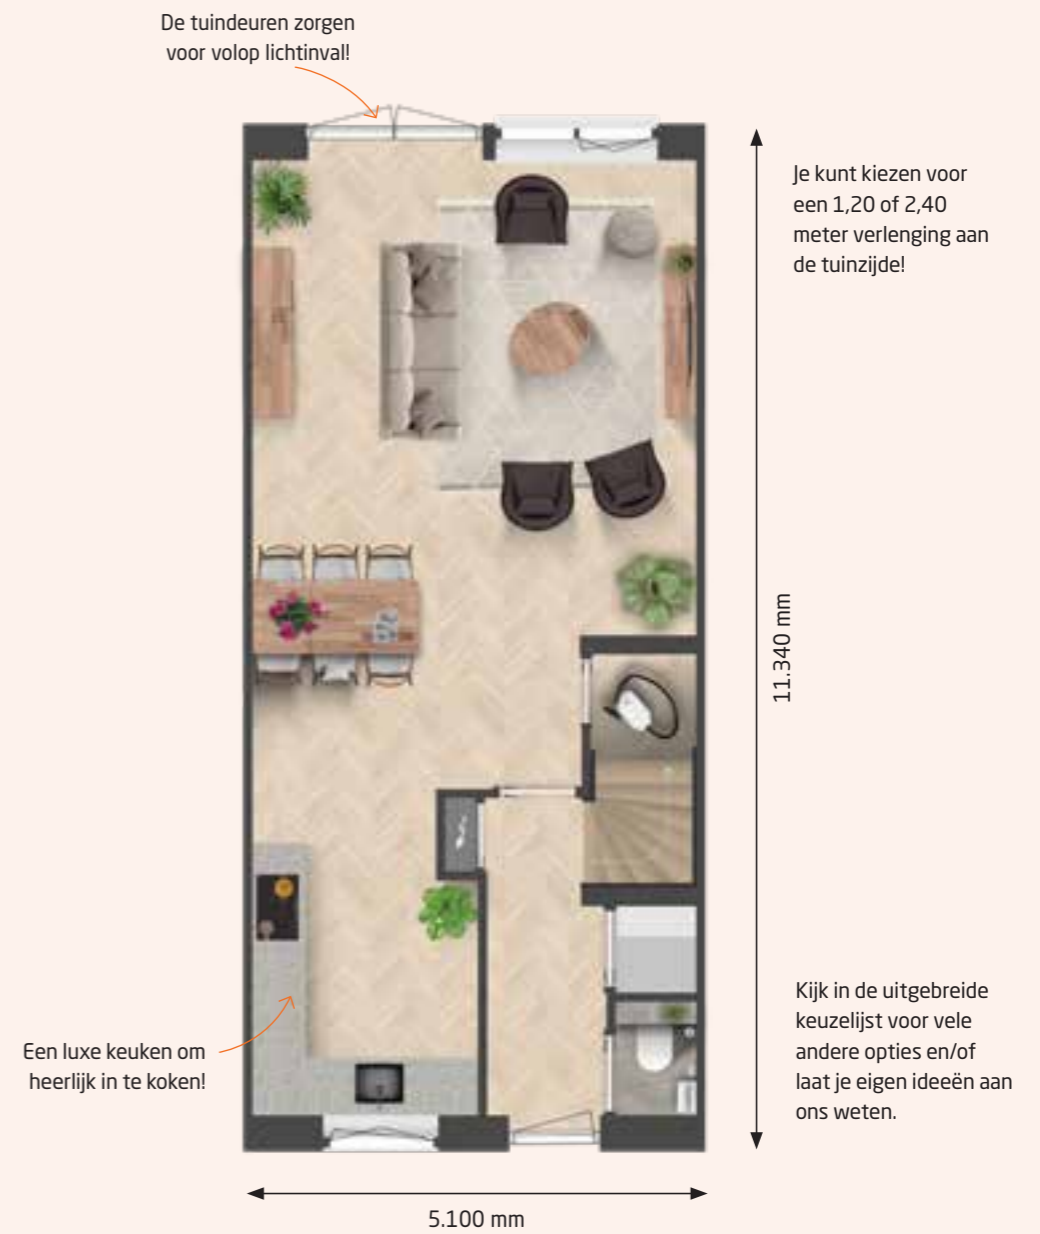 De tuindeuren zorgen
voor volop lichtinval!
Je kunt kiezen voor
een 1,20 of 2,40
meter verlenging aan
de tuinzijde!
11.340 mm
Kijk in de uitgebreide
keuzelijst voor vele
andere opties en/of
laat je eigen ideeën aan
ons weten.
Een luxe keuken om
heerlijk in te koken!
5.100 mm